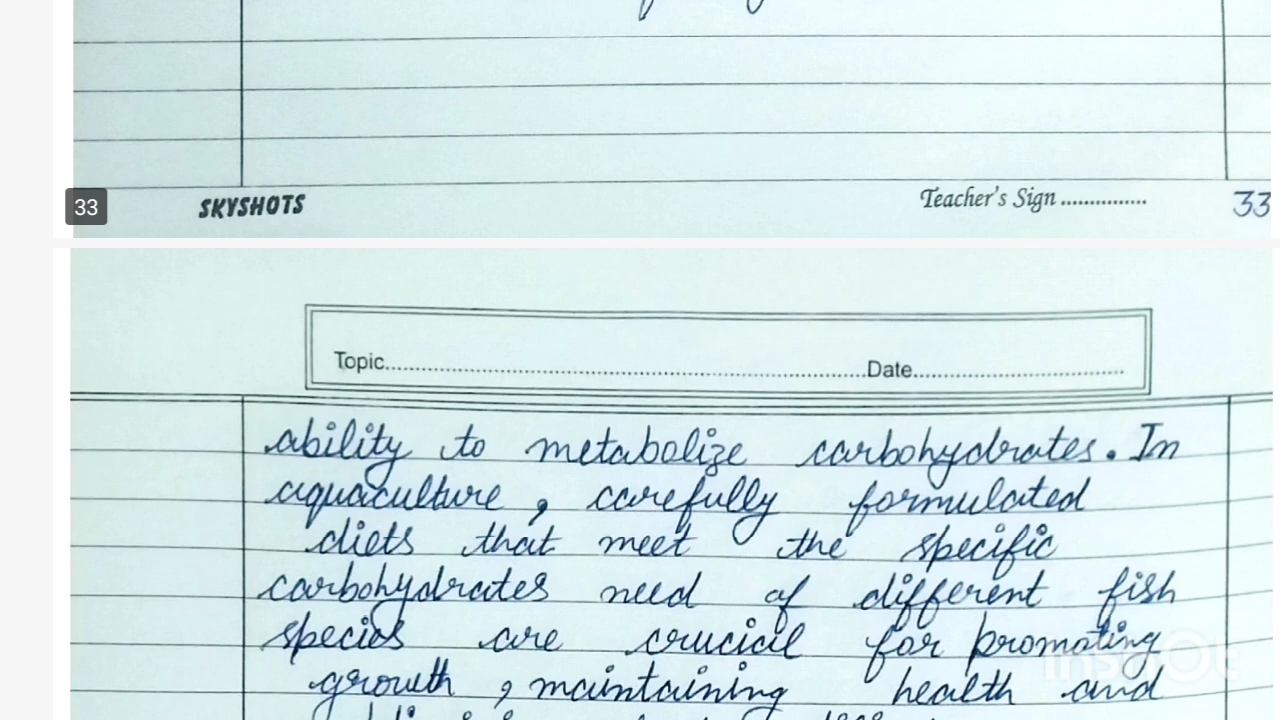 33
SKYSHOTS
Teacher's Sign ...............
33
Topic................................Date................................
ability to metabolize carbohydrates. In
aquaculture, carefully formulated
diets that meet the specific
carbohydrates need of different fish
species are crucial for promoting
growth, maintaining health and